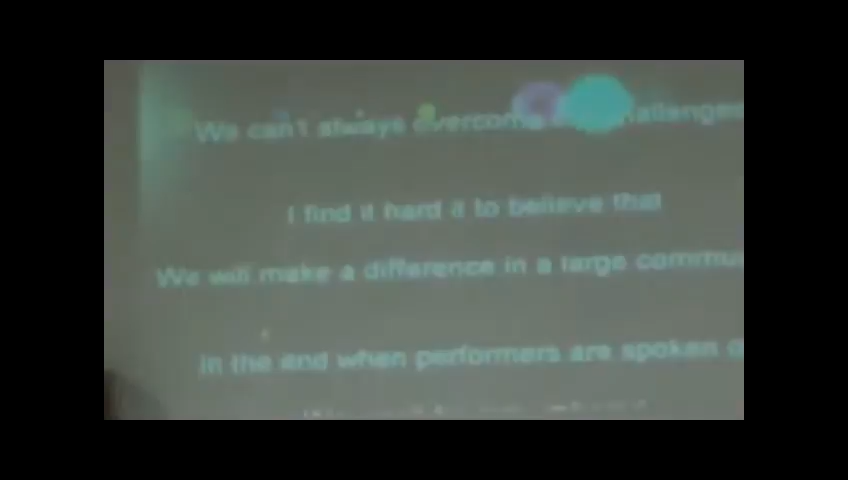 We can't always overcome challenges
I find it hard it to believe that
We will make a difference in a large
In the end when performers are spoken